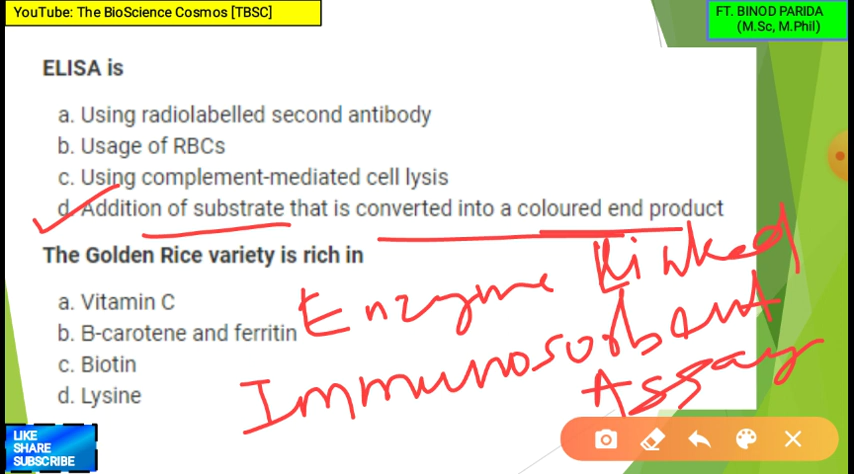 YouTube: The BioScience Cosmos [TBSC]
FT. BINOD PARIDA
(M.Sc, M.Phil)
ELISA is
a. Using radiolabelled second antibody
b. Usage of RBCs
c. Using complement-mediated cell lysis
d. Addition of substrate that is converted into a coloured end product
The Golden Rice variety is rich in
a. Vitamin C
b. B-carotene and ferritin
c. Biotin
d. Lysine
Enzyme Linked
Immunosorbant
Assay
LIKE
SHARE
SUBSCRIBE